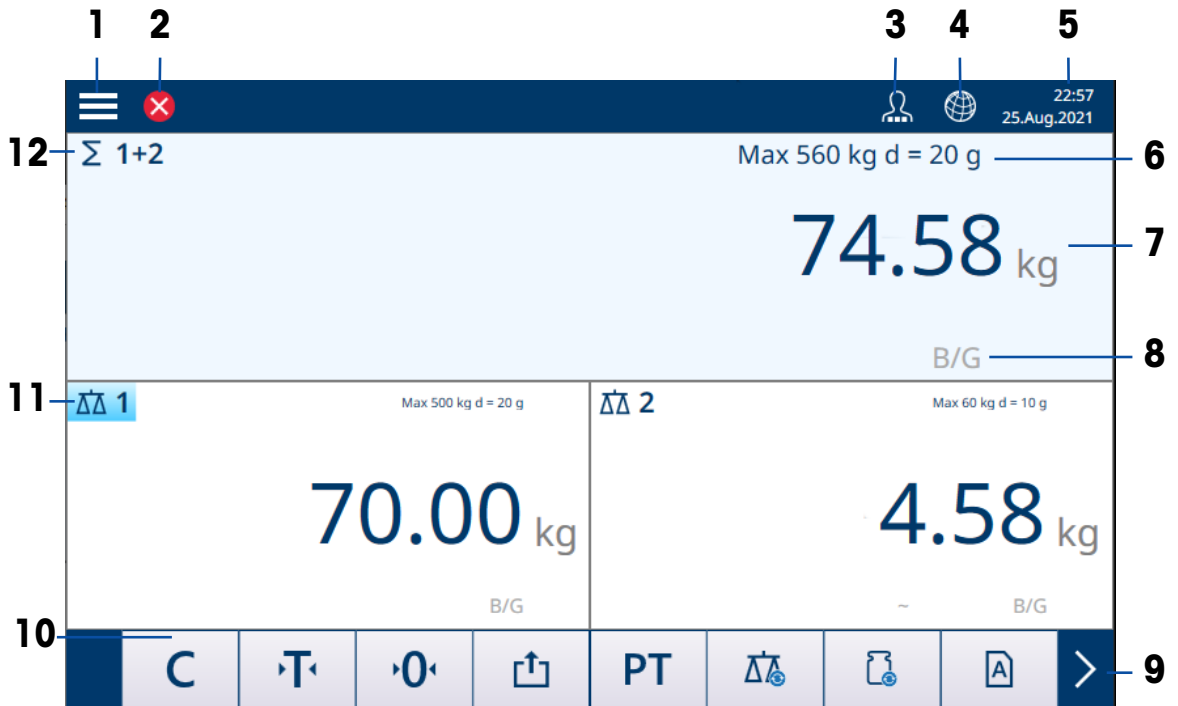 1 2 3 4 5
22:57
25.Aug.2021
12 Σ 1+2 Max 560 kg d = 20 g 6
74.58 kg 7
B/G 8
11 1 Max 500 kg d = 20 g 2 Max 60 kg d = 10 g
70.00 kg 4.58 kg
B/G ~ B/G
10
C T 0 PT A 9